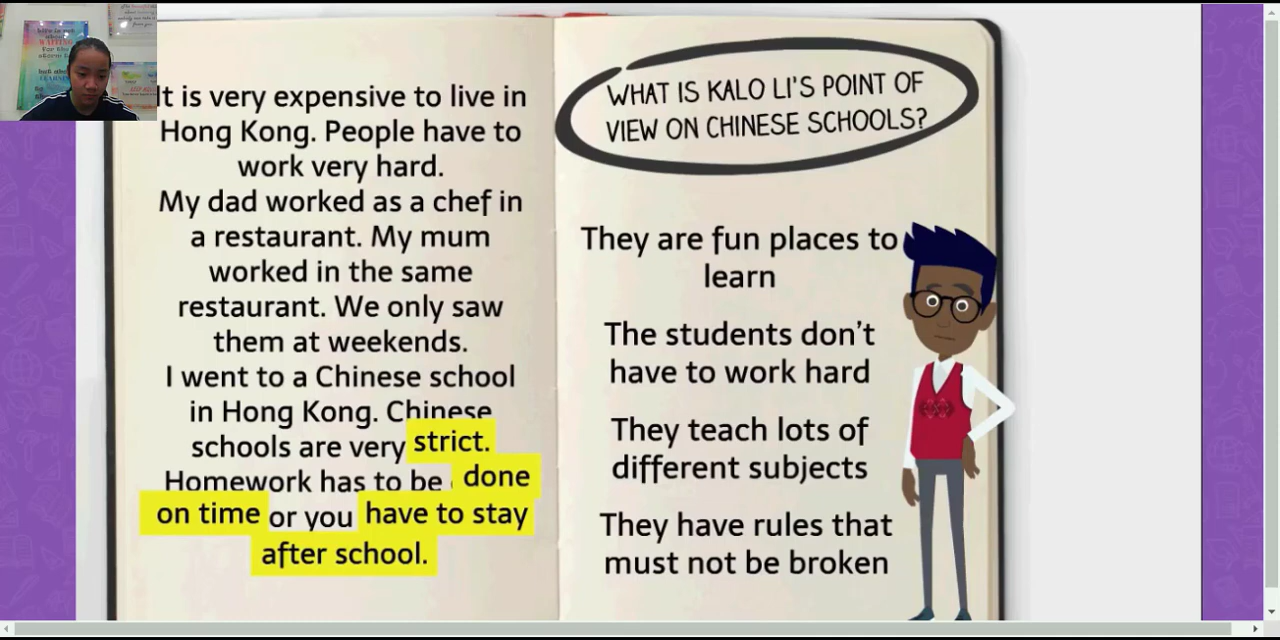 It is very expensive to live in
Hong Kong. People have to
work very hard.
My dad worked as a chef in
a restaurant. My mum
worked in the same
restaurant. We only saw
them at weekends.
I went to a Chinese school
in Hong Kong. Chinese
schools are very strict.
Homework has to be done
on time or you have to stay
after school.
WHAT IS KALO LI'S POINT OF
VIEW ON CHINESE SCHOOLS?
They are fun places to
learn
The students don't
have to work hard
They teach lots of
different subjects
They have rules that
must not be broken